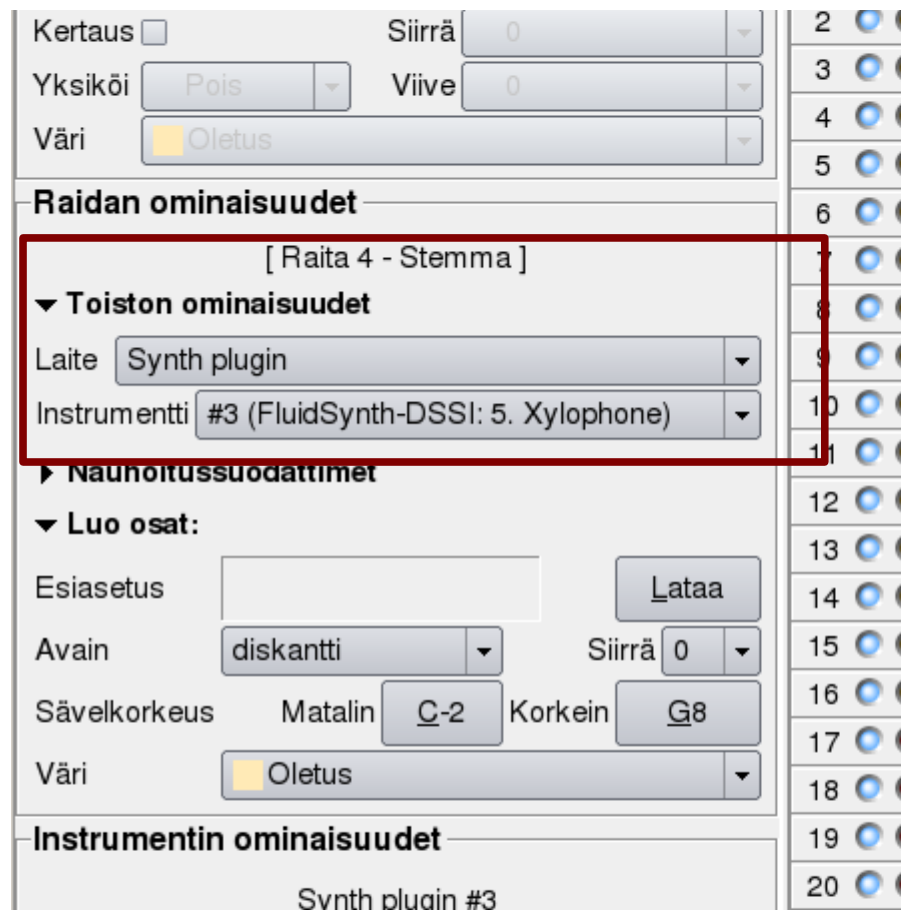 Kertaus Siirrä 0
Yksiköi Pois Viive 0
Väri Oletus
Raidan ominaisuudet
[ Raita 4 - Stemma ]
Toiston ominaisuudet
Laite Synth plugin
Instrumentti #3 (FluidSynth-DSSI: 5. Xylophone)
Nauhoitussuodattimet
Luo osat:
Esiasetus Lataa
Avain diskantti Siirrä 0
Sävelkorkeus Matalin C-2 Korkein G8
Väri Oletus
Instrumentin ominaisuudet
Synth plugin #3
2
3
4
5
6
7
8
9
10
11
12
13
14
15
16
17
18
19
20